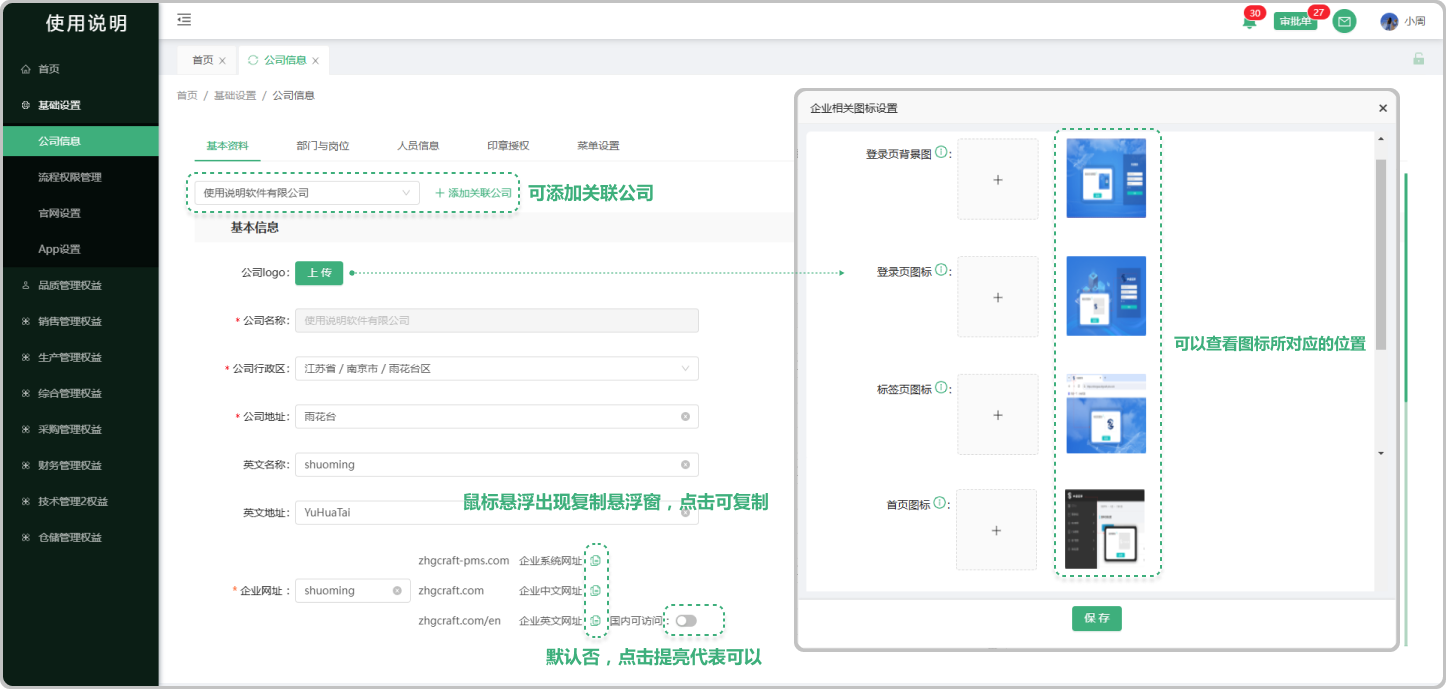 使用说明
首页
基础设置
公司信息
流程权限管理
官网设置
App设置
品质管理权益
销售管理权益
生产管理权益
综合管理权益
采购管理权益
财务管理权益
技术管理2权益
仓储管理权益
30
审批单
27
小周
首页
公司信息
首页 / 基础设置 / 公司信息
基本资料 部门与岗位 人员信息 印章授权 菜单设置
使用说明软件有限公司
+ 添加关联公司
可添加关联公司
基本信息
公司logo:
上 传
* 公司名称: 使用说明软件有限公司
* 公司行政区: 江苏省 / 南京市 / 雨花台区
* 公司地址: 雨花台
英文名称: shuoming
鼠标悬浮出现复制悬浮窗，点击可复制
英文地址: YuHuaTai
zhgcraft-pms.com 企业系统网址
* 企业网址 : shuoming zhgcraft.com 企业中文网址
zhgcraft.com/en 企业英文网址 国内可访问:
默认否，点击提亮代表可以
企业相关图标设置
登录页背景图 :
登录页图标 :
可以查看图标所对应的位置
标签页图标 :
首页图标 :
保 存